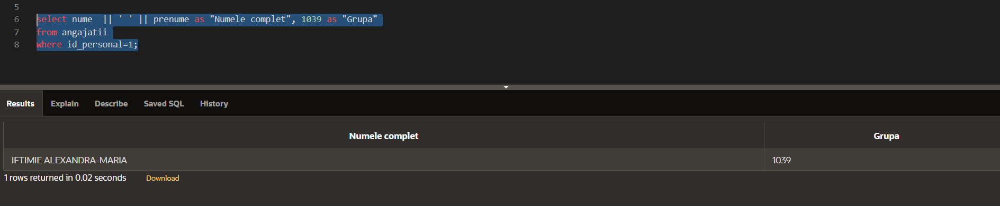 5
6 select nume  || ' ' || prenume as "Numele complet", 1039 as "Grupa"
7 from angajatii
8 where id_personal=1;
Results Explain Describe Saved SQL History
Numele complet Grupa
IFTIMIE ALEXANDRA-MARIA 1039
1 rows returned in 0.02 seconds Download